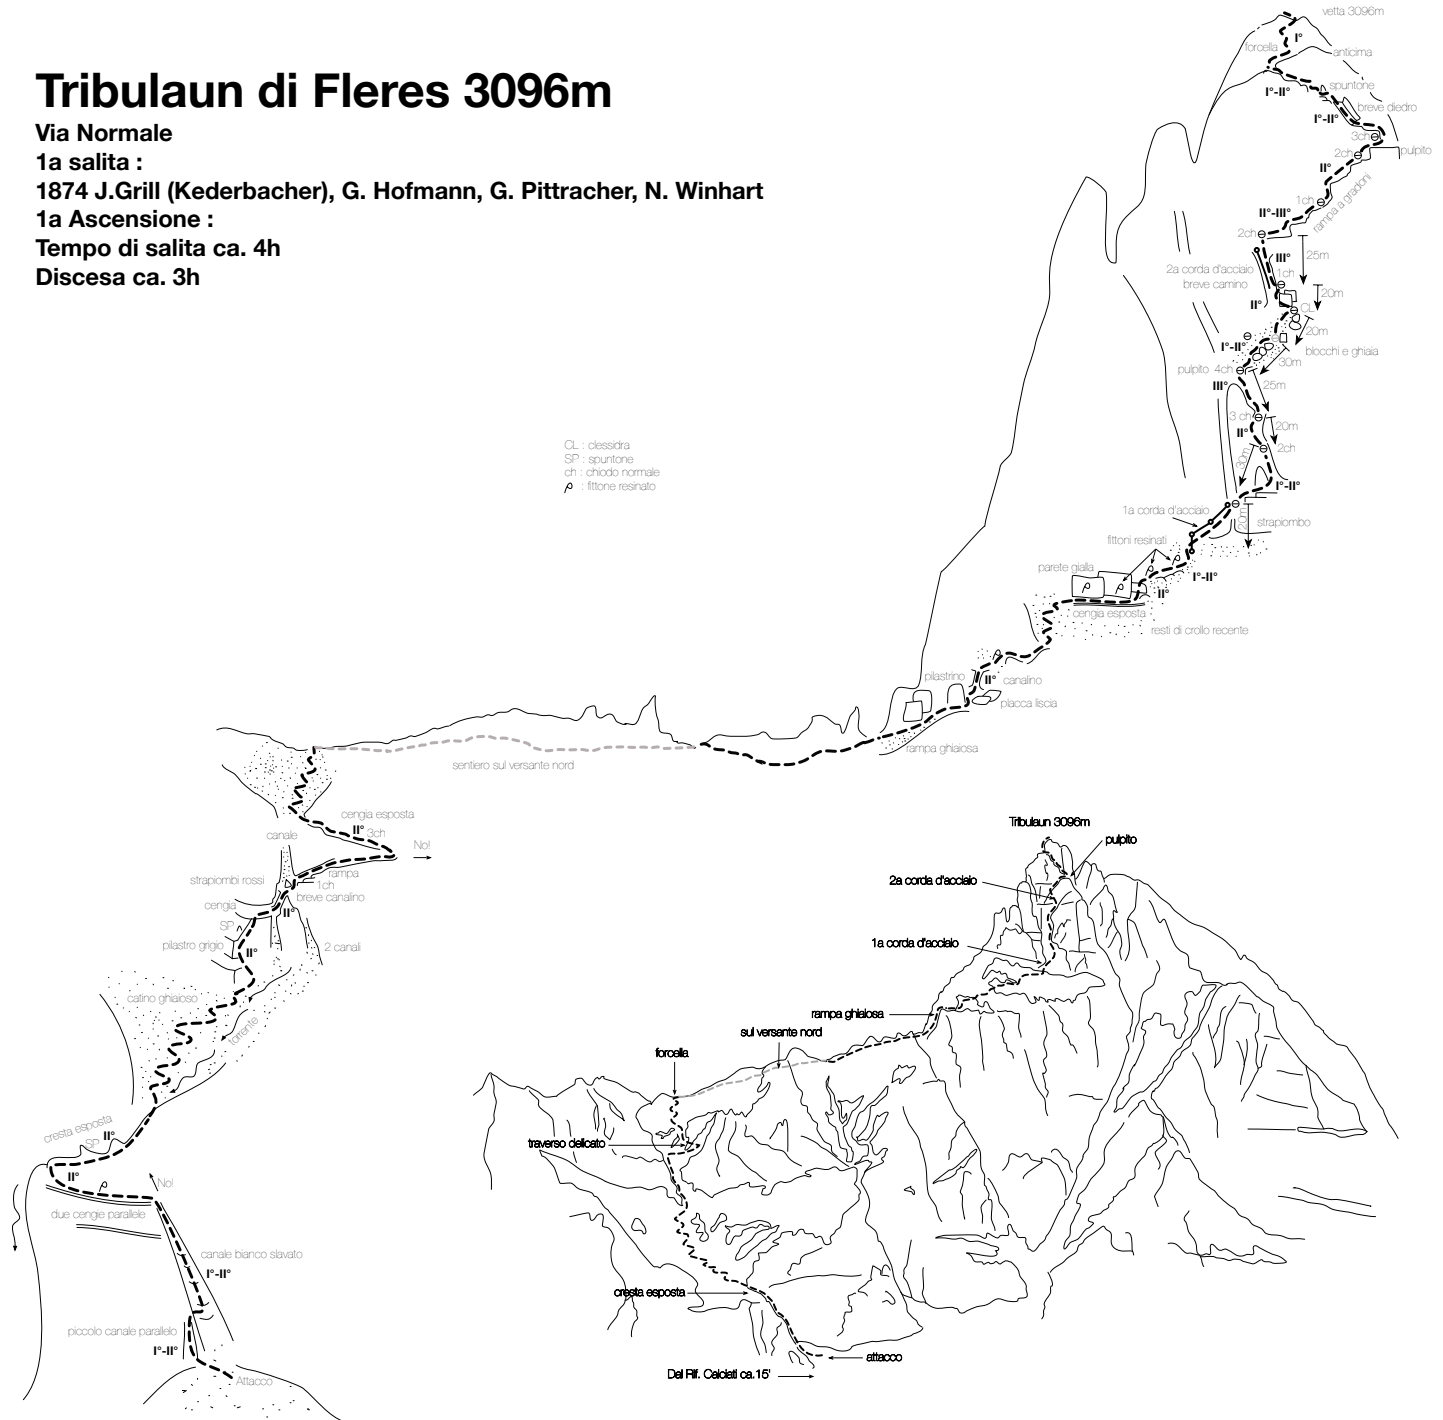 Tribulaun di Fleres 3096m
Via Normale
1a salita :
1874 J.Grill (Kederbacher), G. Hofmann, G. Pittracher, N. Winhart
1a Ascensione :
Tempo di salita ca. 4h
Discesa ca. 3h
vetta 3096m
I°
forcella
anticima
I°-II°
spuntone
I°-II°
breve diedro
3ch
pulpito
2ch
II°
1ch
rampa a gradoni
II°-III°
2ch
III°
25m
2a corda d'acciaio
breve camino
1ch
20m
II°
CL
20m
I°-II°
blocchi e ghiaia
30m
pulpito 4ch
III°
25m
3 ch
20m
II°
2ch
30m
I°-II°
1a corda d'acciaio
20m
strapiombo
fittoni resinati
parete gialla
I°-II°
II°
cengia esposta
resti di crollo recente
CL : clessidra
SP : spuntone
ch : chiodo normale
: fittone resinato
pilastrino
II°
canalino
placca liscia
rampa ghiaiosa
sentiero sul versante nord
cengia esposta
II°
3ch
canale
No!
rampa
strapiombi rossi
1ch
breve canalino
cengia
II°
SP
pilastro grigio
II°
2 canali
catino ghiaioso
torrente
cresta esposta
SP
II°
II°
No!
due cengie parallele
canale bianco slavato
I°-II°
piccolo canale parallelo
I°-II°
Attacco
Tribulaun 3096m
pulpito
2a corda d'acciaio
1a corda d'acciaio
rampa ghiaiosa
sul versante nord
forcella
traverso delicato
cresta esposta
attacco
Dal Rif. Calciati ca.15'